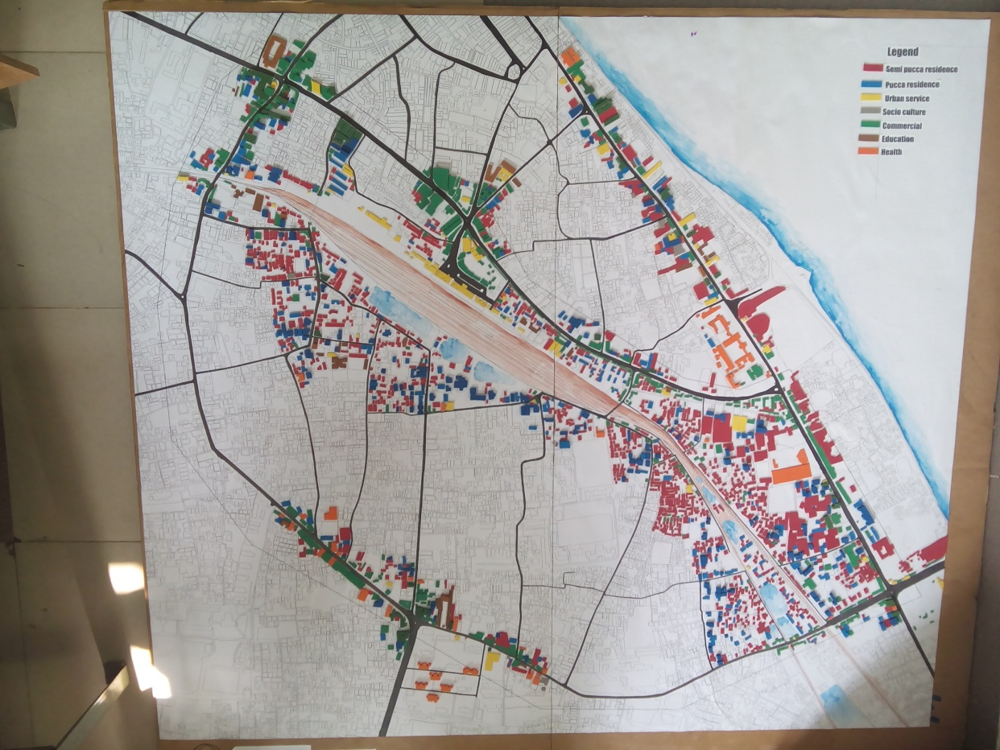 Legend
Semi pucca residence
Pucca residence
Urban service
Socio culture
Commercial
Education
Health